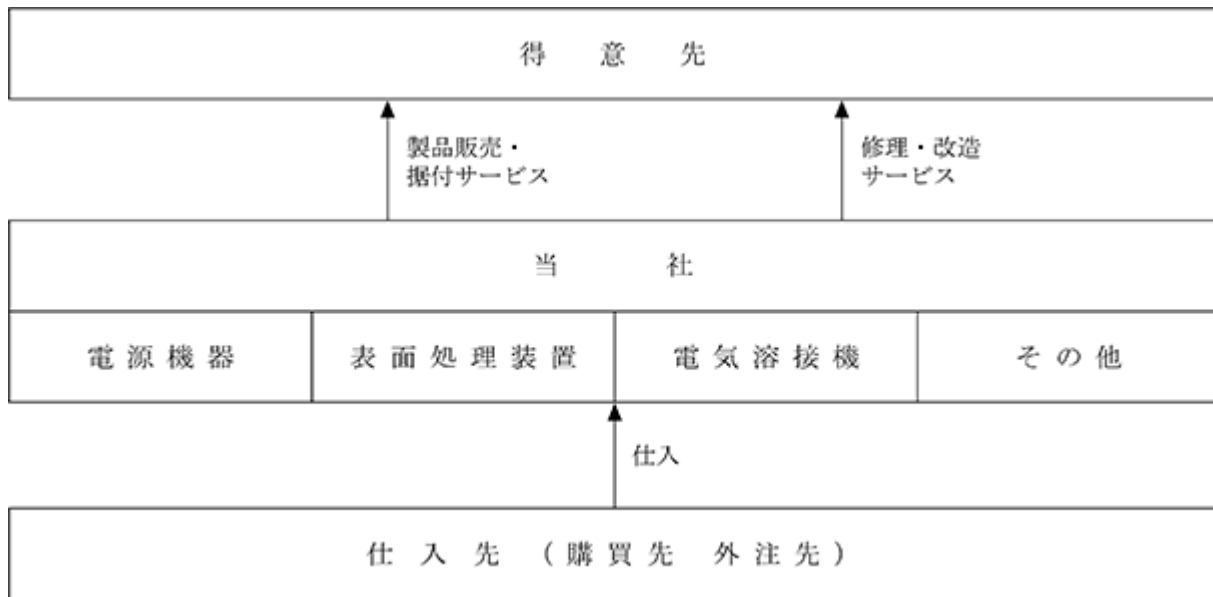 得意先
製品販売・
据付サービス
修理・改造
サービス
当社
電源機器
表面処理装置
電気溶接機
その他
仕入
仕入先（購買先 外注先）